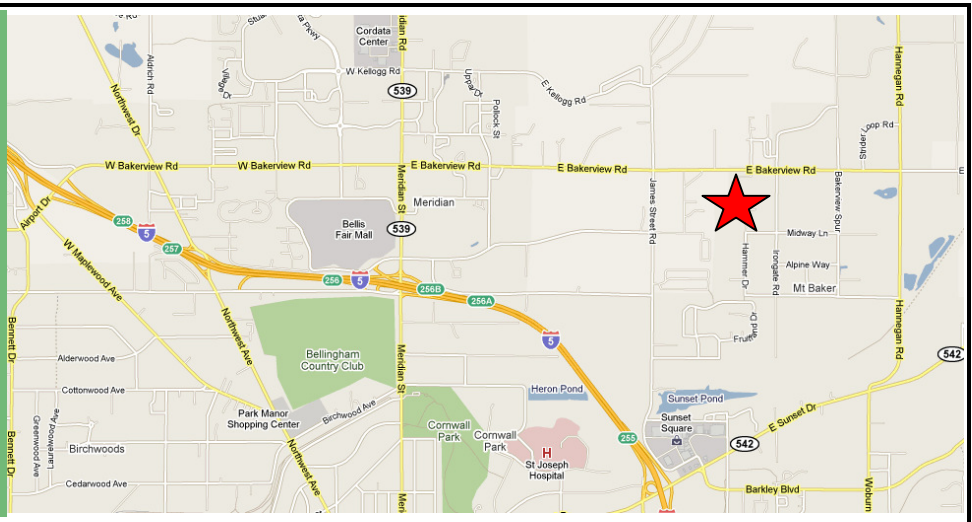 Cordata
Center
W Kellogg Rd
E Kellogg Rd
539
Aldrich Rd
Village Dr
Northwest Dr
Pollock St
Hannegan Rd
Loop Rd
Strider
W Bakerview Rd
W Bakerview Rd
E Bakerview Rd
E Bakerview Rd
E Bakerview Rd
Meridian St
Meridian
James Street Rd
Bakerview Spur
Airport Dr
258
5
257
Bellis
Fair Mall
539
Midway Ln
Hammer Dr
Irongate Rd
Alpine Way
Mt Baker
W Maplewood Ave
256
5
256B
256A
5
Bennett Dr
Northwest Ave
Bellingham
Country Club
Meridian St
Hannegan Rd
542
Alderwood Ave
Cottonwood Ave
Heron Pond
Sunset Pond
Greenwood Ave
Laurelwood Ave
Park Manor
Shopping Center
Birchwood Ave
Cornwall
Park
Cornwall
Park
Sunset
Square
E Sunset Dr
542
255
Bennett Dr
Birchwoods
Northwest Ave
H
St Joseph
Hospital
Cedarwood Ave
Barkley Blvd
Woburn